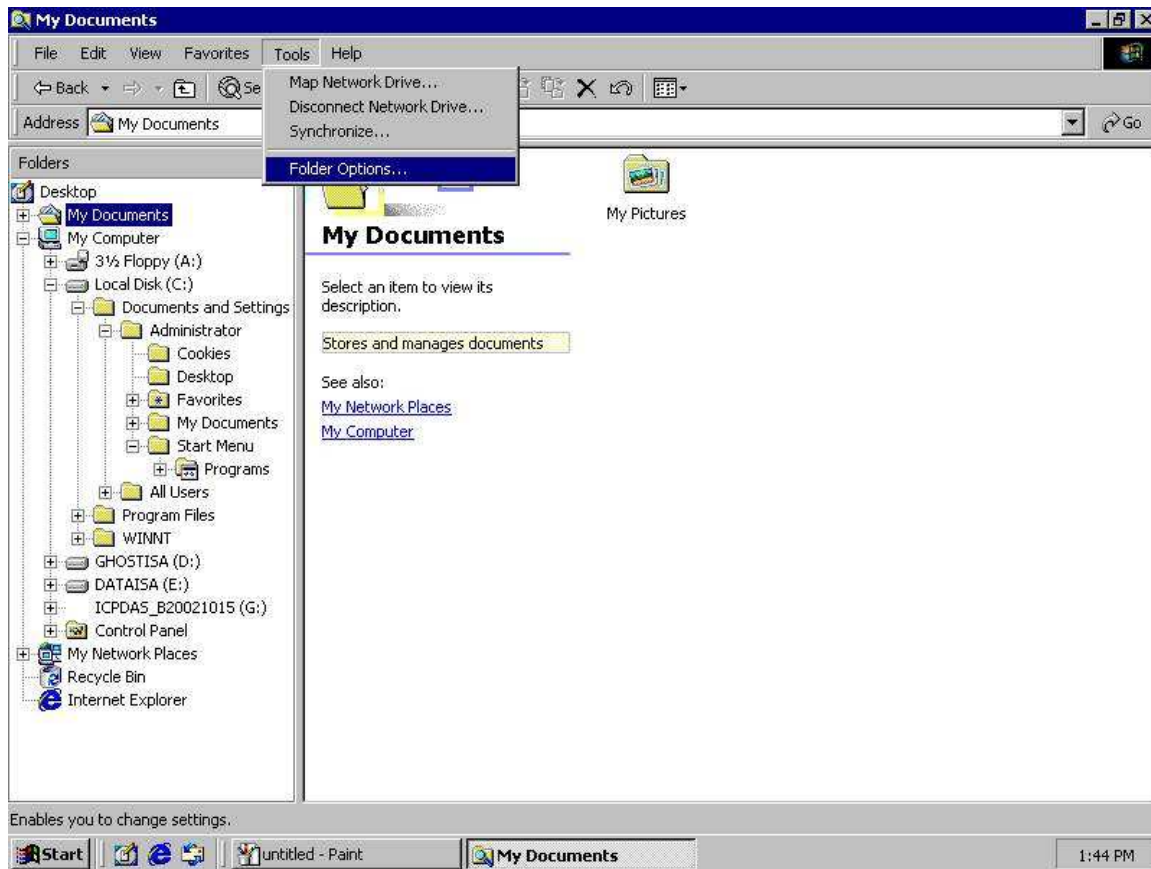 My Documents
File Edit View Favorites Tools Help
Back Se
Map Network Drive...
Disconnect Network Drive...
Synchronize...
Folder Options...
Address My Documents Go
Folders
Desktop
My Documents
My Computer
3½ Floppy (A:)
Local Disk (C:)
Documents and Settings
Administrator
Cookies
Desktop
Favorites
My Documents
Start Menu
Programs
All Users
Program Files
WINNT
GHOSTISA (D:)
DATAISA (E:)
ICPDAS_B20021015 (G:)
Control Panel
My Network Places
Recycle Bin
Internet Explorer
My Documents
Select an item to view its
description.
Stores and manages documents
See also:
My Network Places
My Computer
My Pictures
Enables you to change settings.
Start untitled - Paint My Documents 1:44 PM